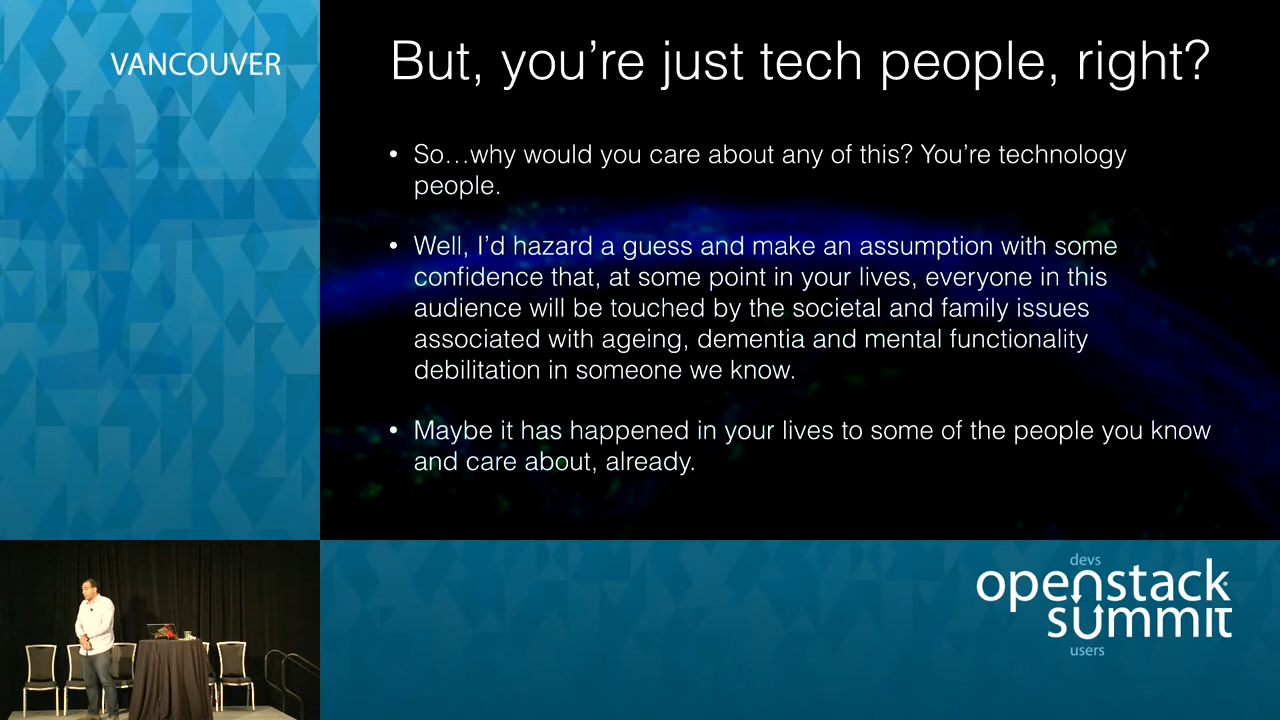 VANCOUVER
But, you're just tech people, right?
• So…why would you care about any of this? You're technology
people.
• Well, I'd hazard a guess and make an assumption with some
confidence that, at some point in your lives, everyone in this
audience will be touched by the societal and family issues
associated with ageing, dementia and mental functionality
debilitation in someone we know.
• Maybe it has happened in your lives to some of the people you know
and care about, already.
devs
openstack
summit
users